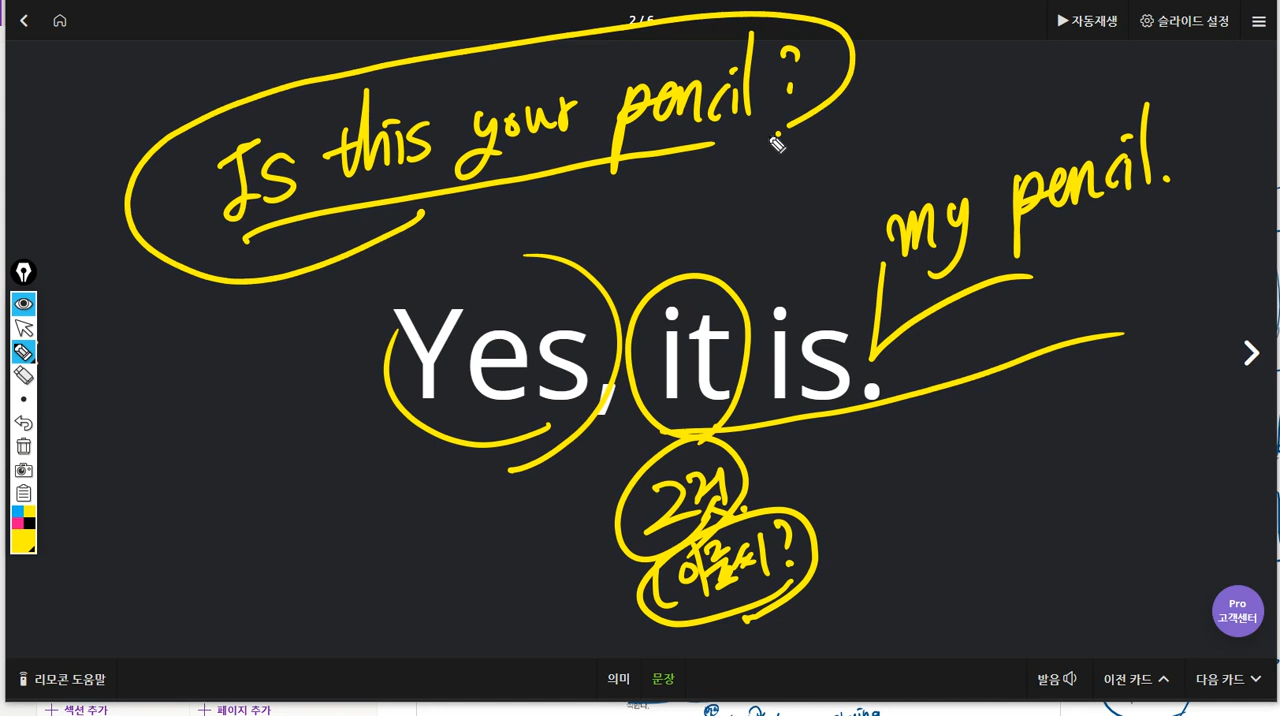 2 / 6
▶ 자동재생
슬라이드 설정
Is this your pencil?
my pencil.
Yes, it is.
그것.
Pro
고객센터
리모콘 도움말
의미
문장
발음
이전 카드
다음 카드
섹션 추가
페이지 추가